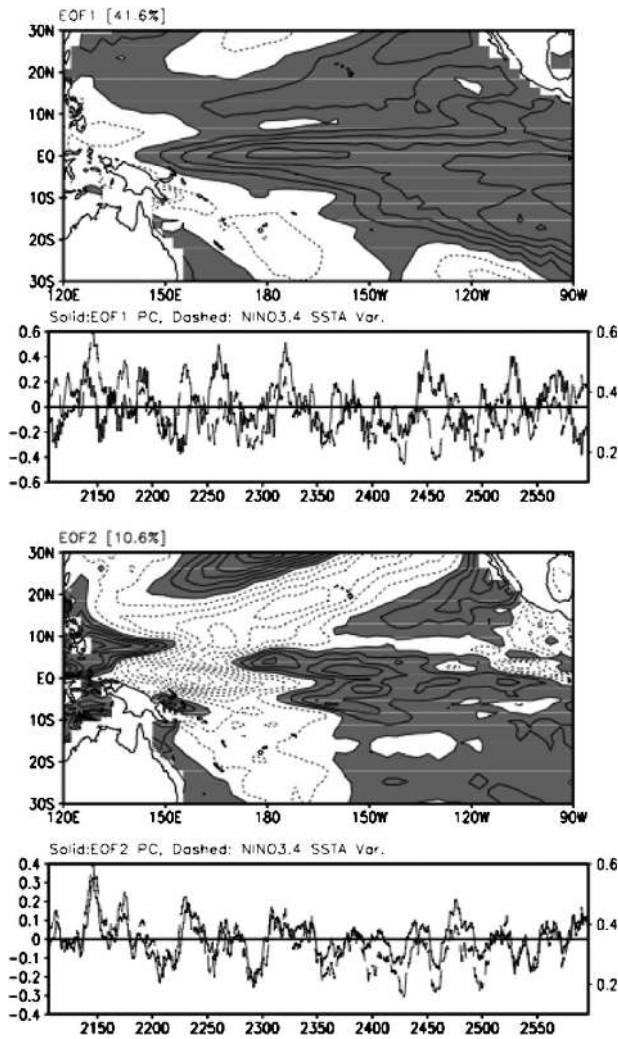 EOF1 [41.6%]
30N
20N
10N
EQ
10S
20S
30S
120E 150E 180 150W 120W 90W
Solid:EOF1 PC, Dashed: NINO3.4 SSTA Var.
0.6 0.6
0.4
0.2 0.4
0
-0.2 0.2
-0.4
-0.6
2150 2200 2250 2300 2350 2400 2450 2500 2550
EOF2 [10.6%]
30N
20N
10N
EQ
10S
20S
30S
120E 150E 180 150W 120W 90W
Solid:EOF2 PC, Dashed: NINO3.4 SSTA Var.
0.4 0.6
0.3
0.2
0.1 0.4
0
-0.1
-0.2 0.2
-0.3
-0.4
2150 2200 2250 2300 2350 2400 2450 2500 2550